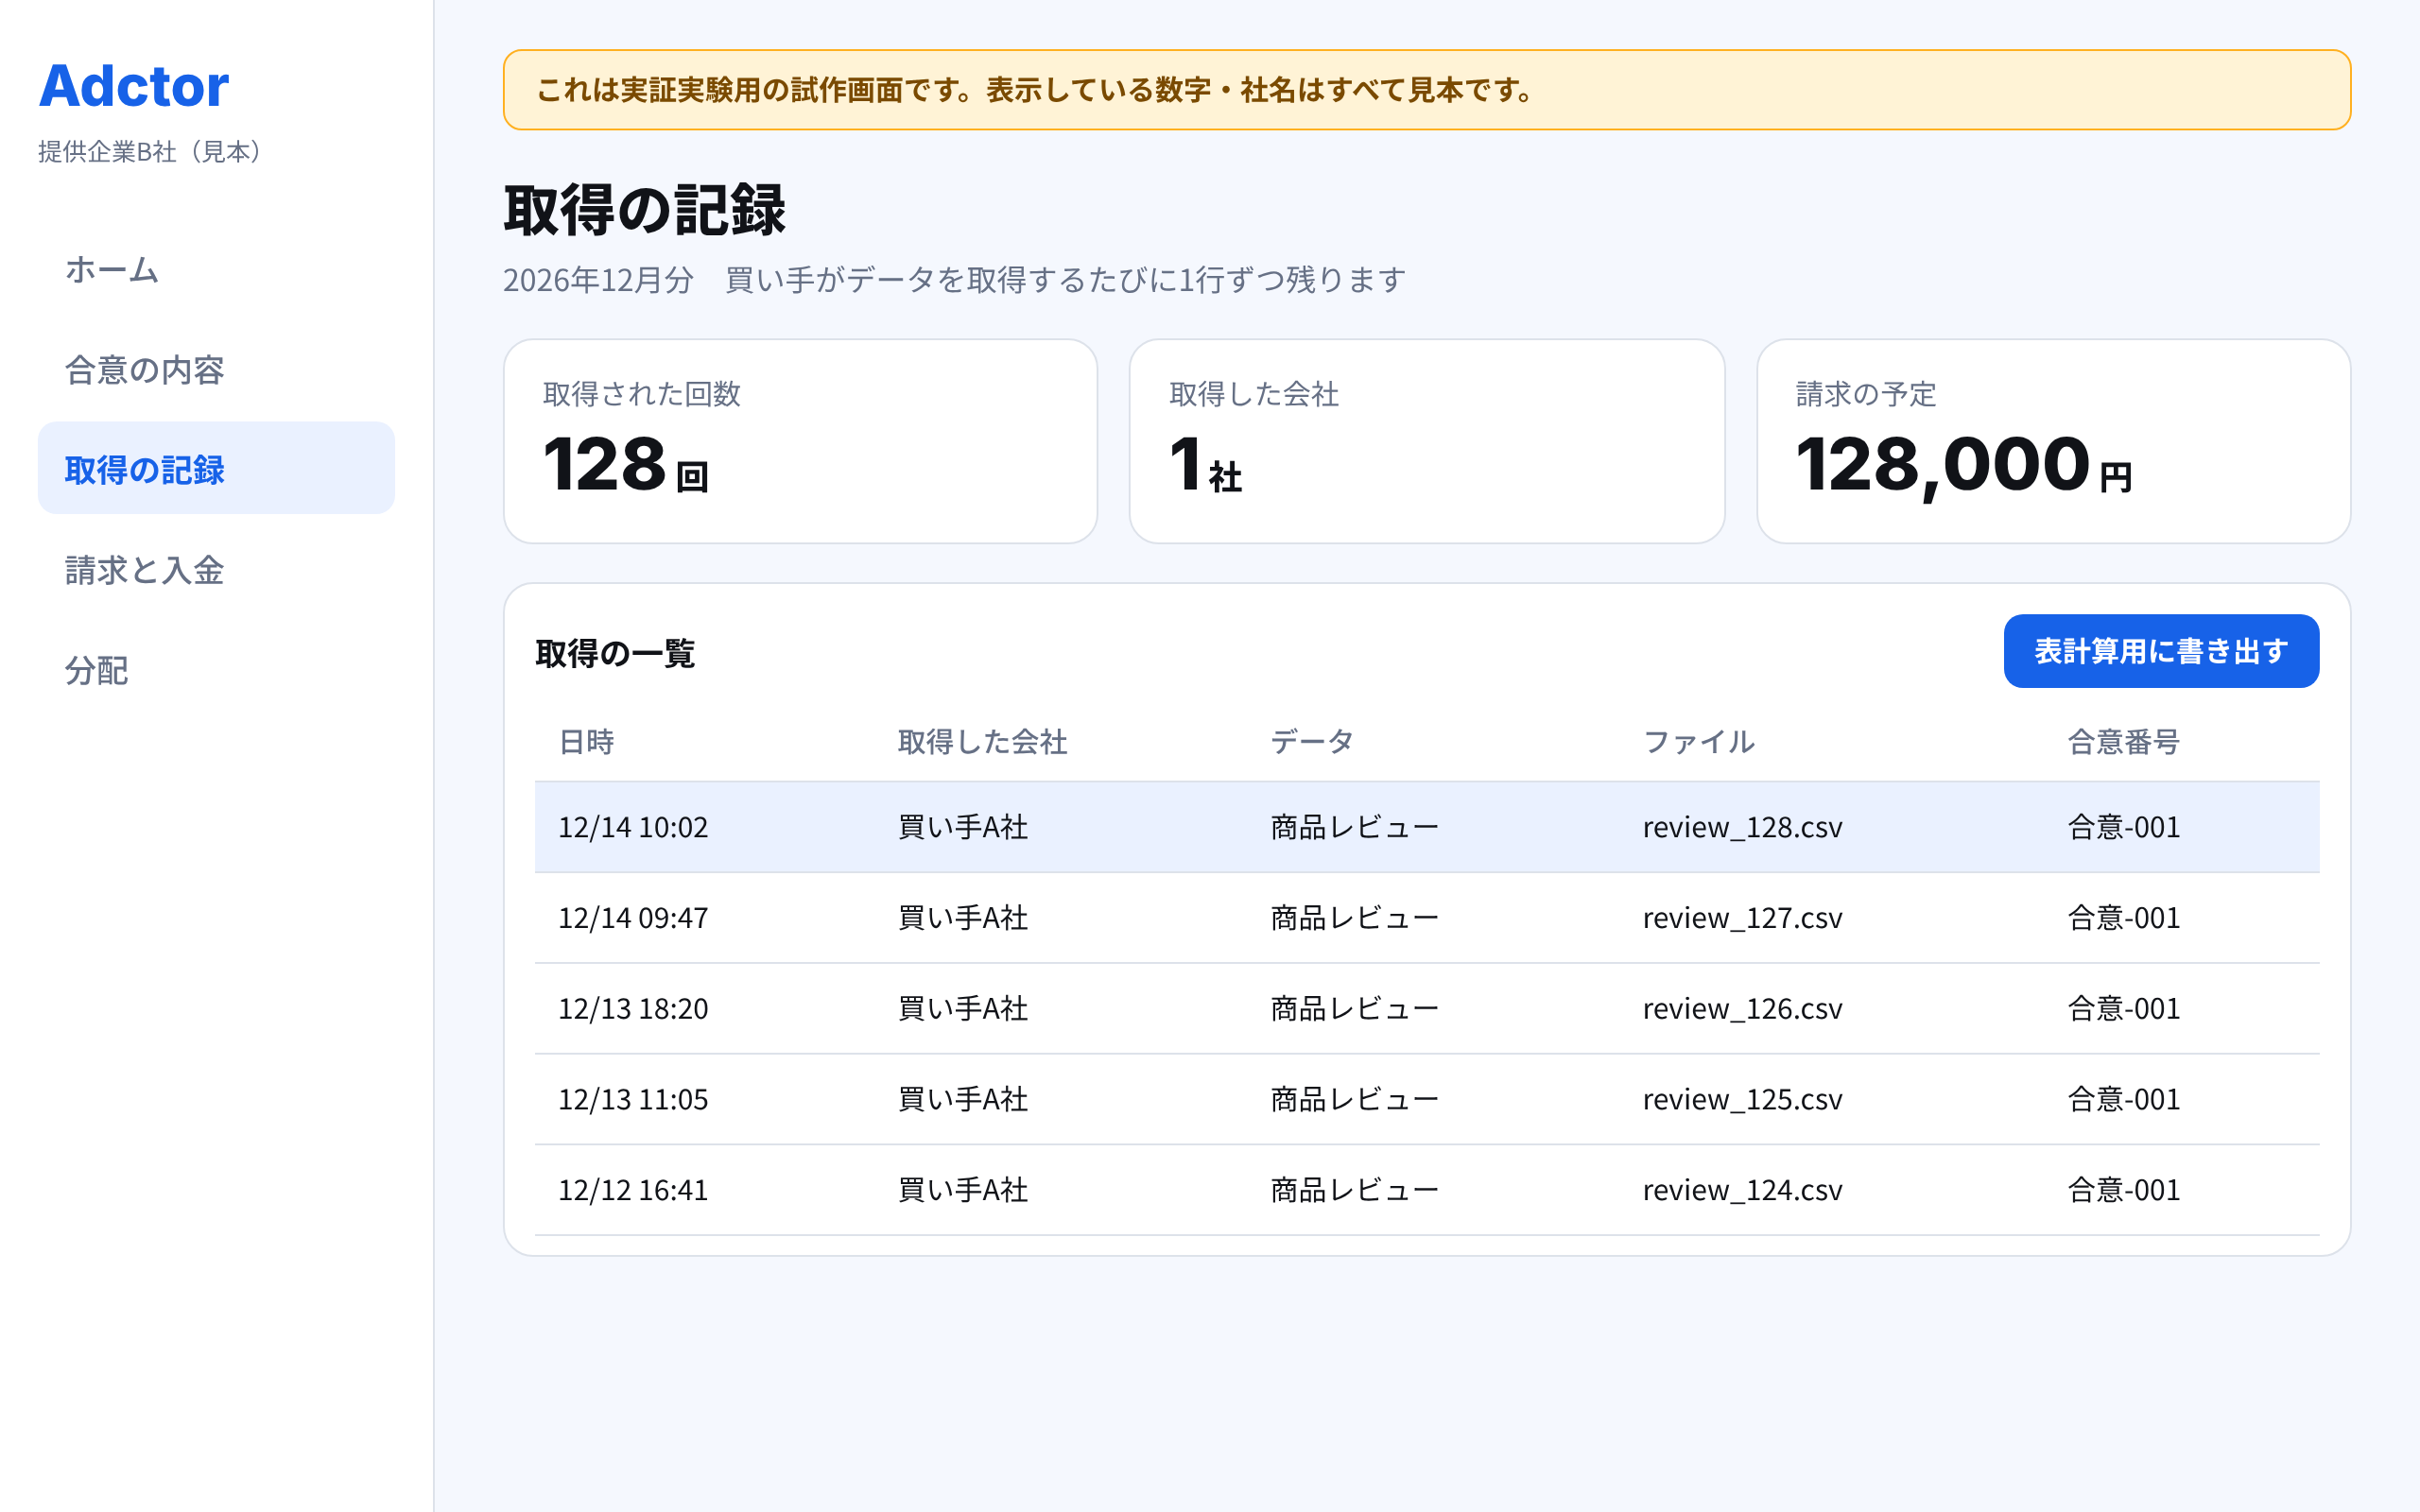 Adctor
提供企業B社（見本）
ホーム
合意の内容
取得の記録
請求と入金
分配
これは実証実験用の試作画面です。表示している数字・社名はすべて見本です。
取得の記録
2026年12月分　買い手がデータを取得するたびに1行ずつ残ります
取得された回数
128 回
取得した会社
1 社
請求の予定
128,000 円
取得の一覧
表計算用に書き出す
日時 取得した会社 データ ファイル 合意番号
12/14 10:02 買い手A社 商品レビュー review_128.csv 合意-001
12/14 09:47 買い手A社 商品レビュー review_127.csv 合意-001
12/13 18:20 買い手A社 商品レビュー review_126.csv 合意-001
12/13 11:05 買い手A社 商品レビュー review_125.csv 合意-001
12/12 16:41 買い手A社 商品レビュー review_124.csv 合意-001